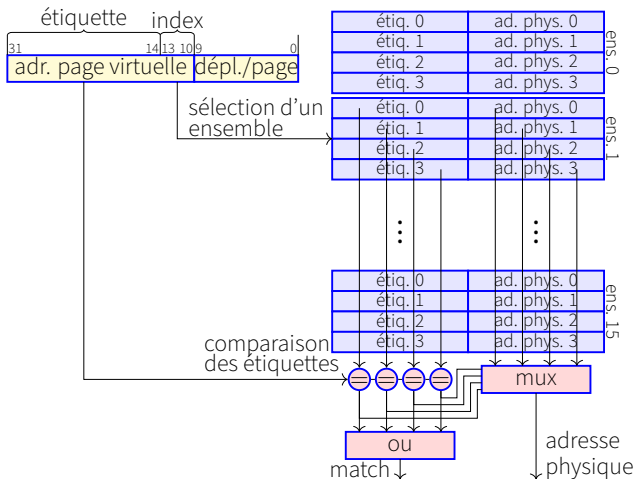 étiquette
index
31
14
13
10
9
0
adr. page virtuelle
dépl./page
étiq. 0
ad. phys. 0
étiq. 1
ad. phys. 1
étiq. 2
ad. phys. 2
étiq. 3
ad. phys. 3
ens. 0
sélection d'un
ensemble
étiq. 0
ad. phys. 0
étiq. 1
ad. phys. 1
étiq. 2
ad. phys. 2
étiq. 3
ad. phys. 3
ens. 1
étiq. 0
ad. phys. 0
étiq. 1
ad. phys. 1
étiq. 2
ad. phys. 2
étiq. 3
ad. phys. 3
ens. 15
comparaison
des étiquettes
= = = =
mux
ou
match
adresse
physique